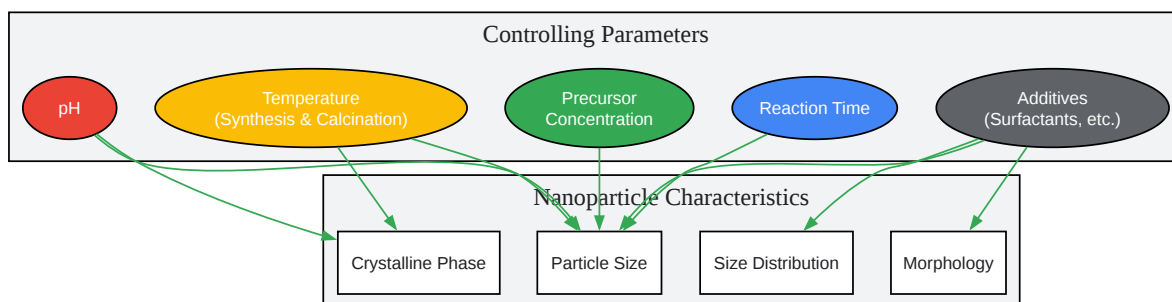 Controlling Parameters
pH
Temperature
(Synthesis & Calcination)
Precursor
Concentration
Reaction Time
Additives
(Surfactants, etc.)
Nanoparticle Characteristics
Crystalline Phase
Particle Size
Size Distribution
Morphology